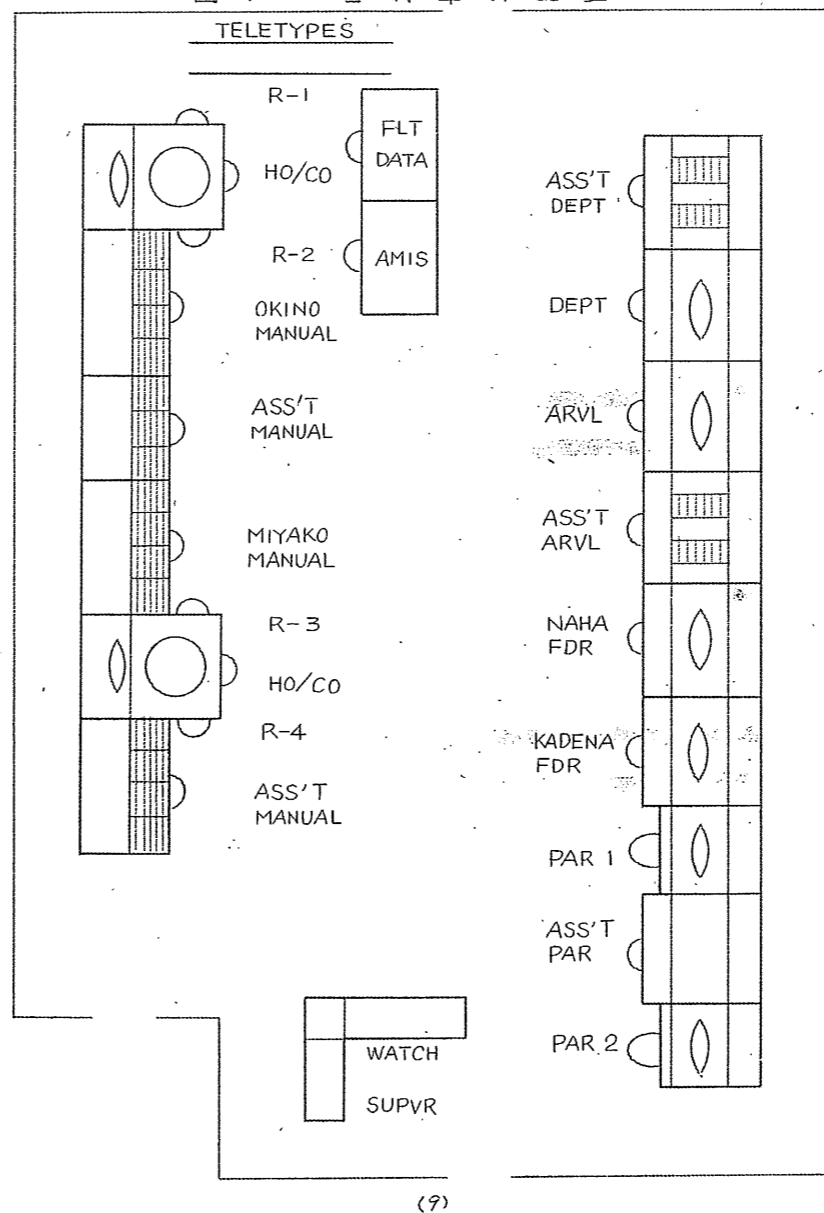 TELETYPES
R-1
HO/CO
R-2
OKINO
MANUAL
ASS'T
MANUAL
MIYAKO
MANUAL
R-3
HO/CO
R-4
ASS'T
MANUAL
FLT
DATA
AMIS
ASS'T
DEPT
DEPT
ARVL
ASS'T
ARVL
NAHA
FDR
KADENA
FDR
PAR 1
ASS'T
PAR
PAR 2
WATCH
SUPVR
(9)